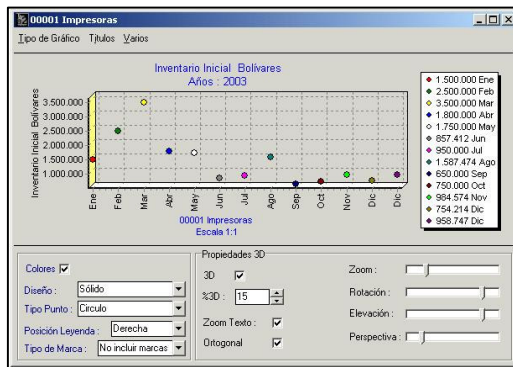 00001 Impresoras
Tipo de Gráfico Títulos Varios
Inventario Inicial Bolívares
Años : 2003
Inventario Inicial Bolívares
3.500.000
3.000.000
2.500.000
2.000.000
1.500.000
1.000.000
Ene Feb Mar Abr May Jun Jul Ago Sep Oct Nov Dic Dic
00001 Impresoras
Escala 1:1
1.500.000 Ene
2.500.000 Feb
3.500.000 Mar
1.800.000 Abr
1.750.000 May
857.412 Jun
950.000 Jul
1.587.474 Ago
650.000 Sep
750.000 Oct
984.574 Nov
754.214 Dic
958.747 Dic
Colores
Diseño : Sólido
Tipo Punto : Circulo
Posición Leyenda : Derecha
Tipo de Marca : No incluir marcas
Propiedades 3D
3D
%3D : 15
Zoom Texto :
Ortogonal
Zoom :
Rotación :
Elevación :
Perspectiva :